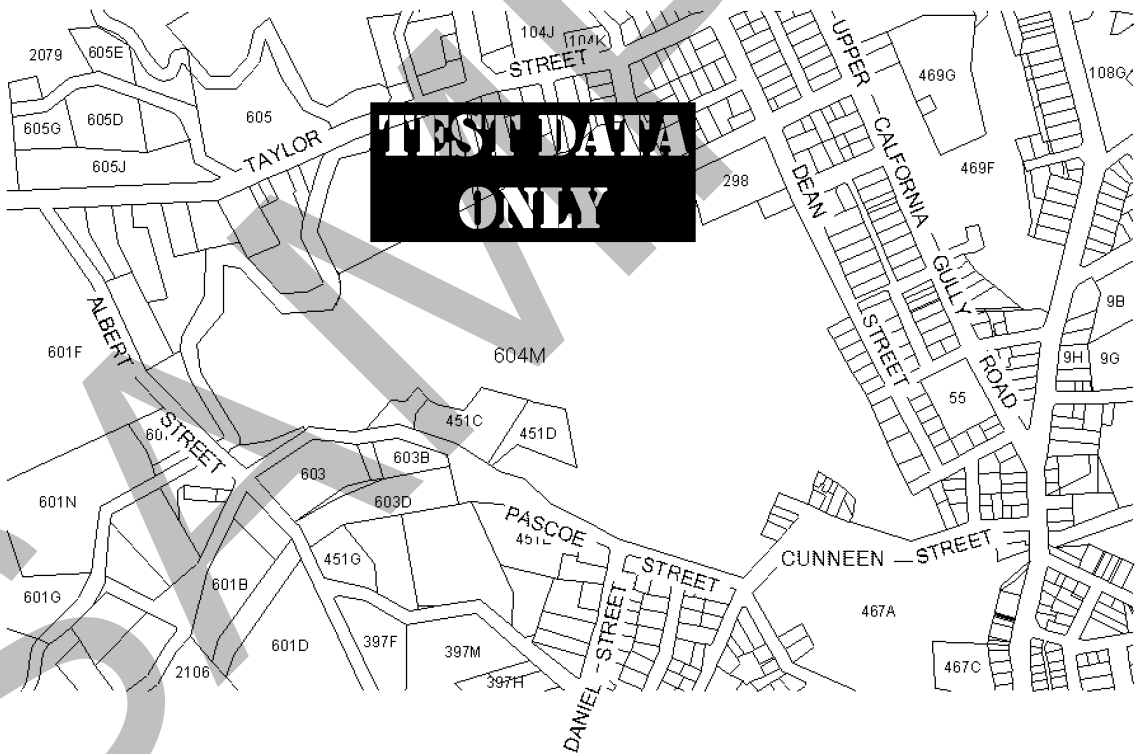 104J
104K
2079
605E
STREET
UPPER
469G
108G
605G
605D
605
TAYLOR
TEST DATA
ONLY
CALFORNIA
605J
298
DEAN
469F
GULLY
ALBERT
9B
601F
604M
STREET
9H
9G
ROAD
55
451C
451D
STREET
603B
603
601N
603D
PASCOE
451G
STREET
CUNNEEN
STREET
601G
601B
467A
DANIEL
STREET
601D
397F
397M
467C
2106
397H
SAMPLE